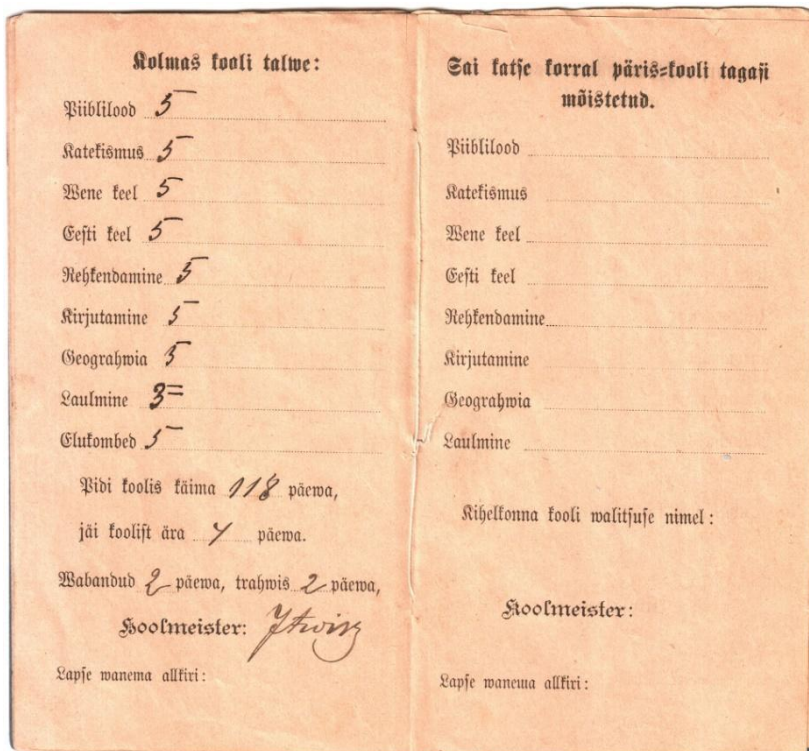 Kolmas kooli talwe:
Piiblilood 5
Katekismus 5
Wene keel 5
Eesti keel 5
Rehkendamine 5
Kirjutamine 5
Geograhwia 5
Laulmine 3=
Elukombed 5
Pidi koolis käima 118 päewa,
jäi koolist ära 4 päewa.
Wabandud 2 päewa, trahwis 2 päewa,
Koolmeister:
Lapse wanema allkiri:
Sai katse korral päris-kooli tagasi
mõistetud.
Piiblilood
Katekismus
Wene keel
Eesti keel
Rehkendamine
Kirjutamine
Geograhwia
Laulmine
Kihelkonna kooli walitsuse nimel:
Koolmeister:
Lapse wanema allkiri: